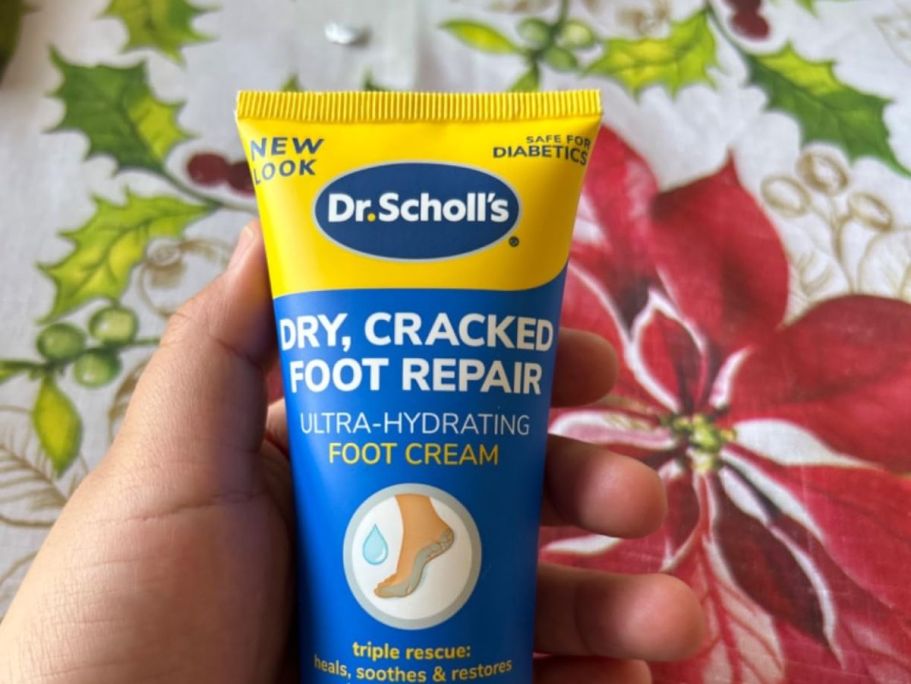 NEW
LOOK
SAFE FOR
DIABETICS
Dr.Scholl's
®
DRY, CRACKED
FOOT REPAIR
ULTRA-HYDRATING
FOOT CREAM
triple rescue:
heals, soothes & restores